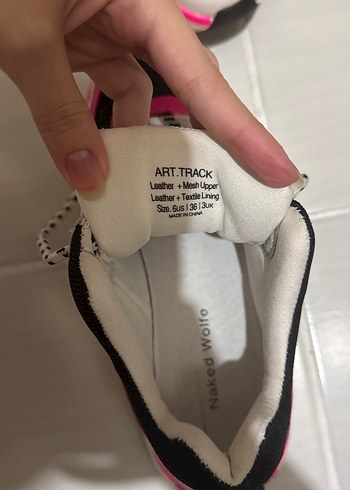 ART.TRACK
Leather + Mesh Upper
Leather + Textile Lining
Size. 6US | 36 | 3UK
MADE IN CHINA
Naked Wolfe